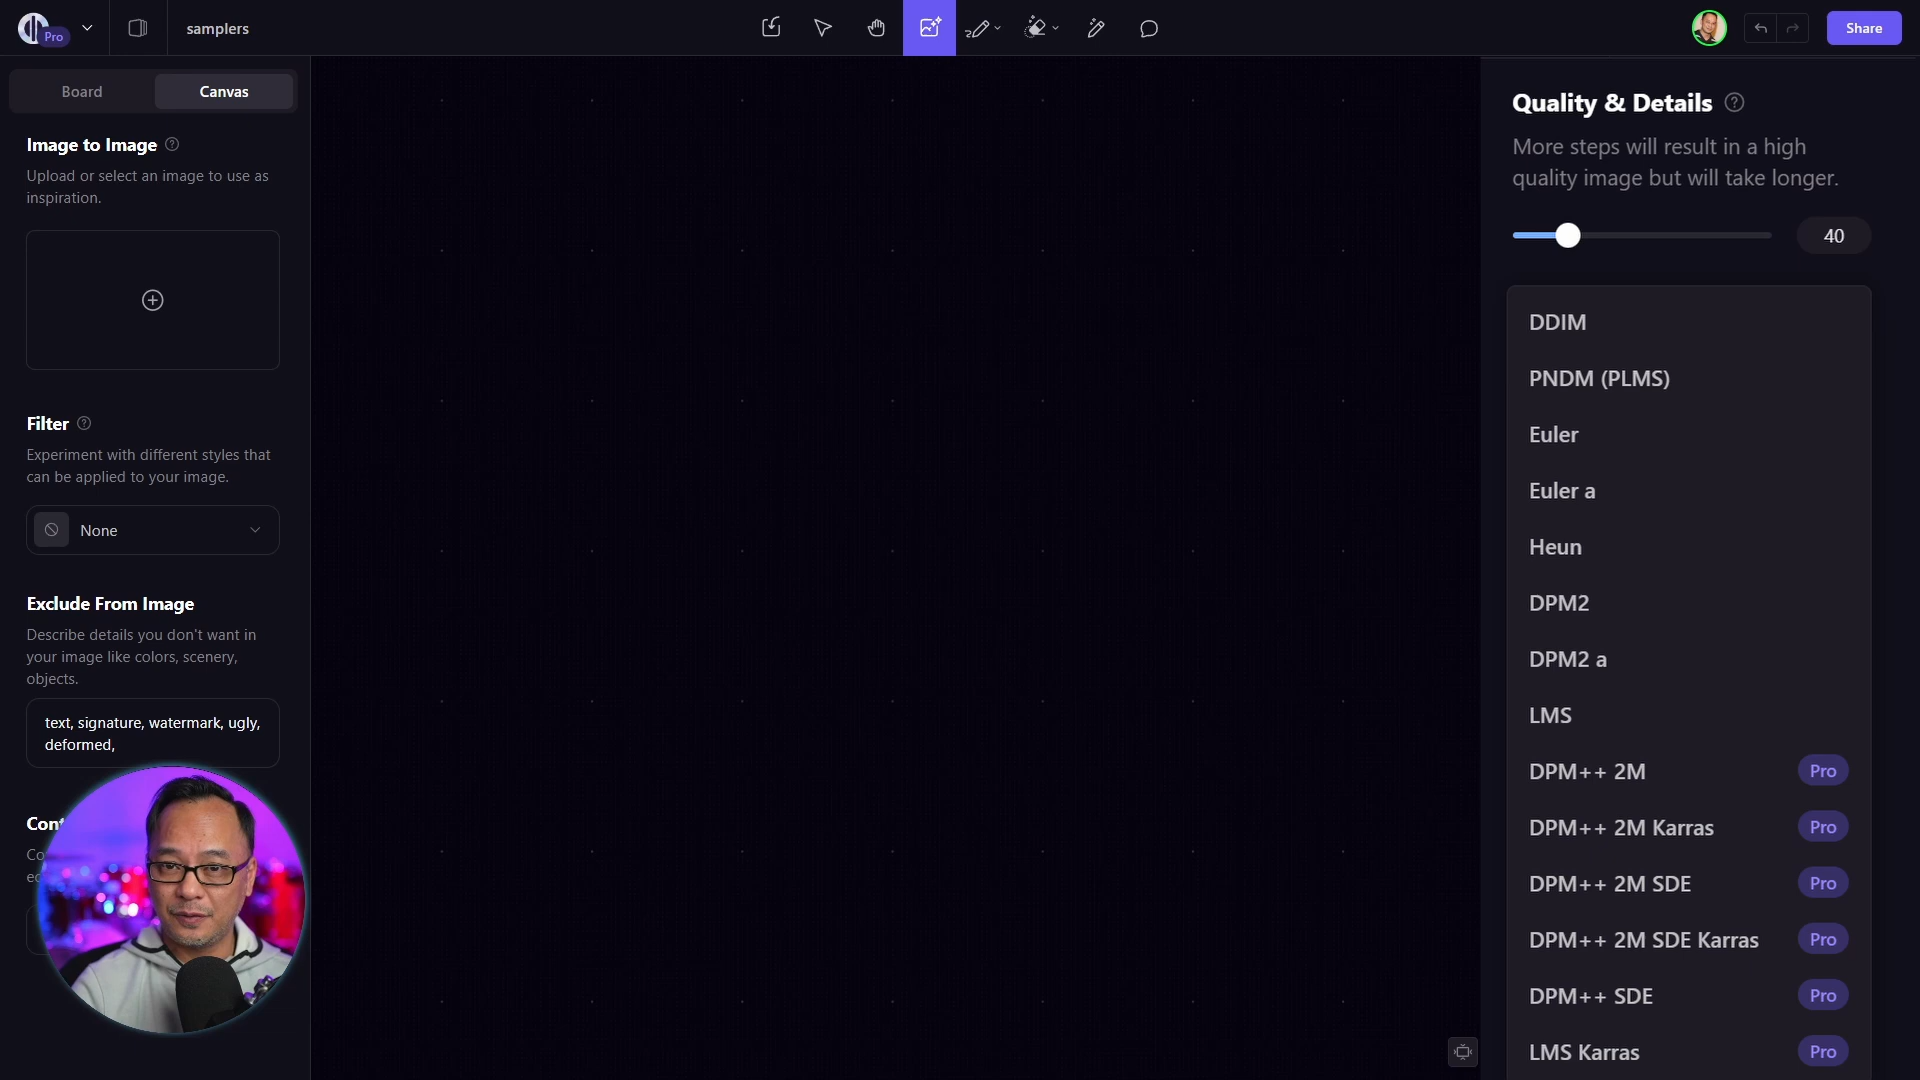 Pro
samplers
Share
Board
Canvas
Image to Image
Upload or select an image to use as
inspiration.
Filter
Experiment with different styles that
can be applied to your image.
None
Exclude From Image
Describe details you don't want in
your image like colors, scenery,
objects.
text, signature, watermark, ugly,
deformed,
Quality & Details
More steps will result in a high
quality image but will take longer.
40
DDIM
PNDM (PLMS)
Euler
Euler a
Heun
DPM2
DPM2 a
LMS
DPM++ 2M Pro
DPM++ 2M Karras Pro
DPM++ 2M SDE Pro
DPM++ 2M SDE Karras Pro
DPM++ SDE Pro
LMS Karras Pro